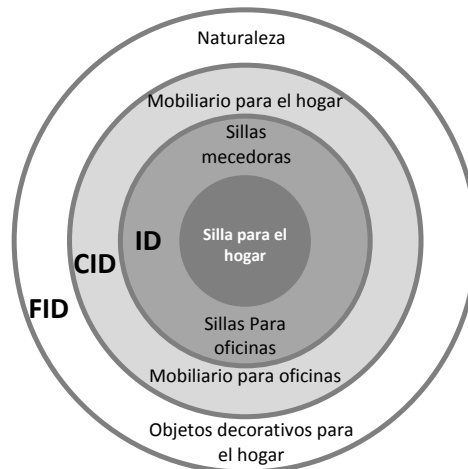 Naturaleza
Mobiliario para el hogar
Sillas
mecedoras
ID
Silla para el
hogar
CID
FID
Sillas Para
oficinas
Mobiliario para oficinas
Objetos decorativos para
el hogar